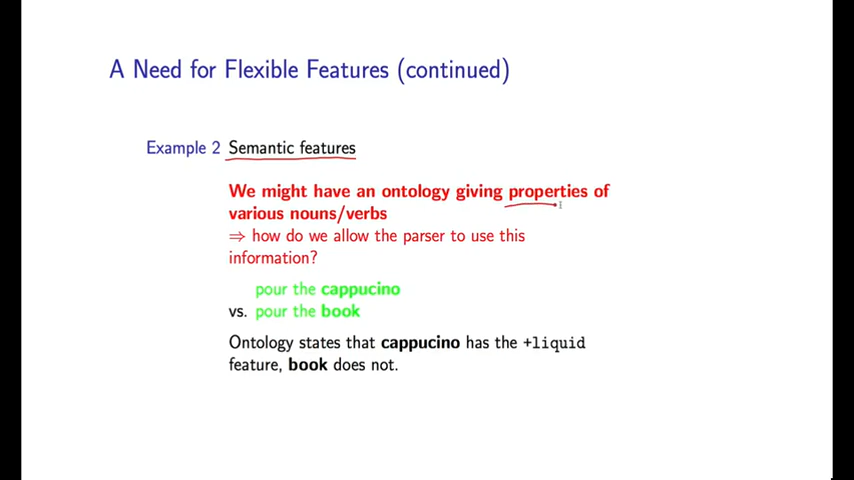 A Need for Flexible Features (continued)
Example 2 Semantic features
We might have an ontology giving properties of
various nouns/verbs
⇒ how do we allow the parser to use this
information?
pour the cappucino
vs. pour the book
Ontology states that cappucino has the +liquid
feature, book does not.